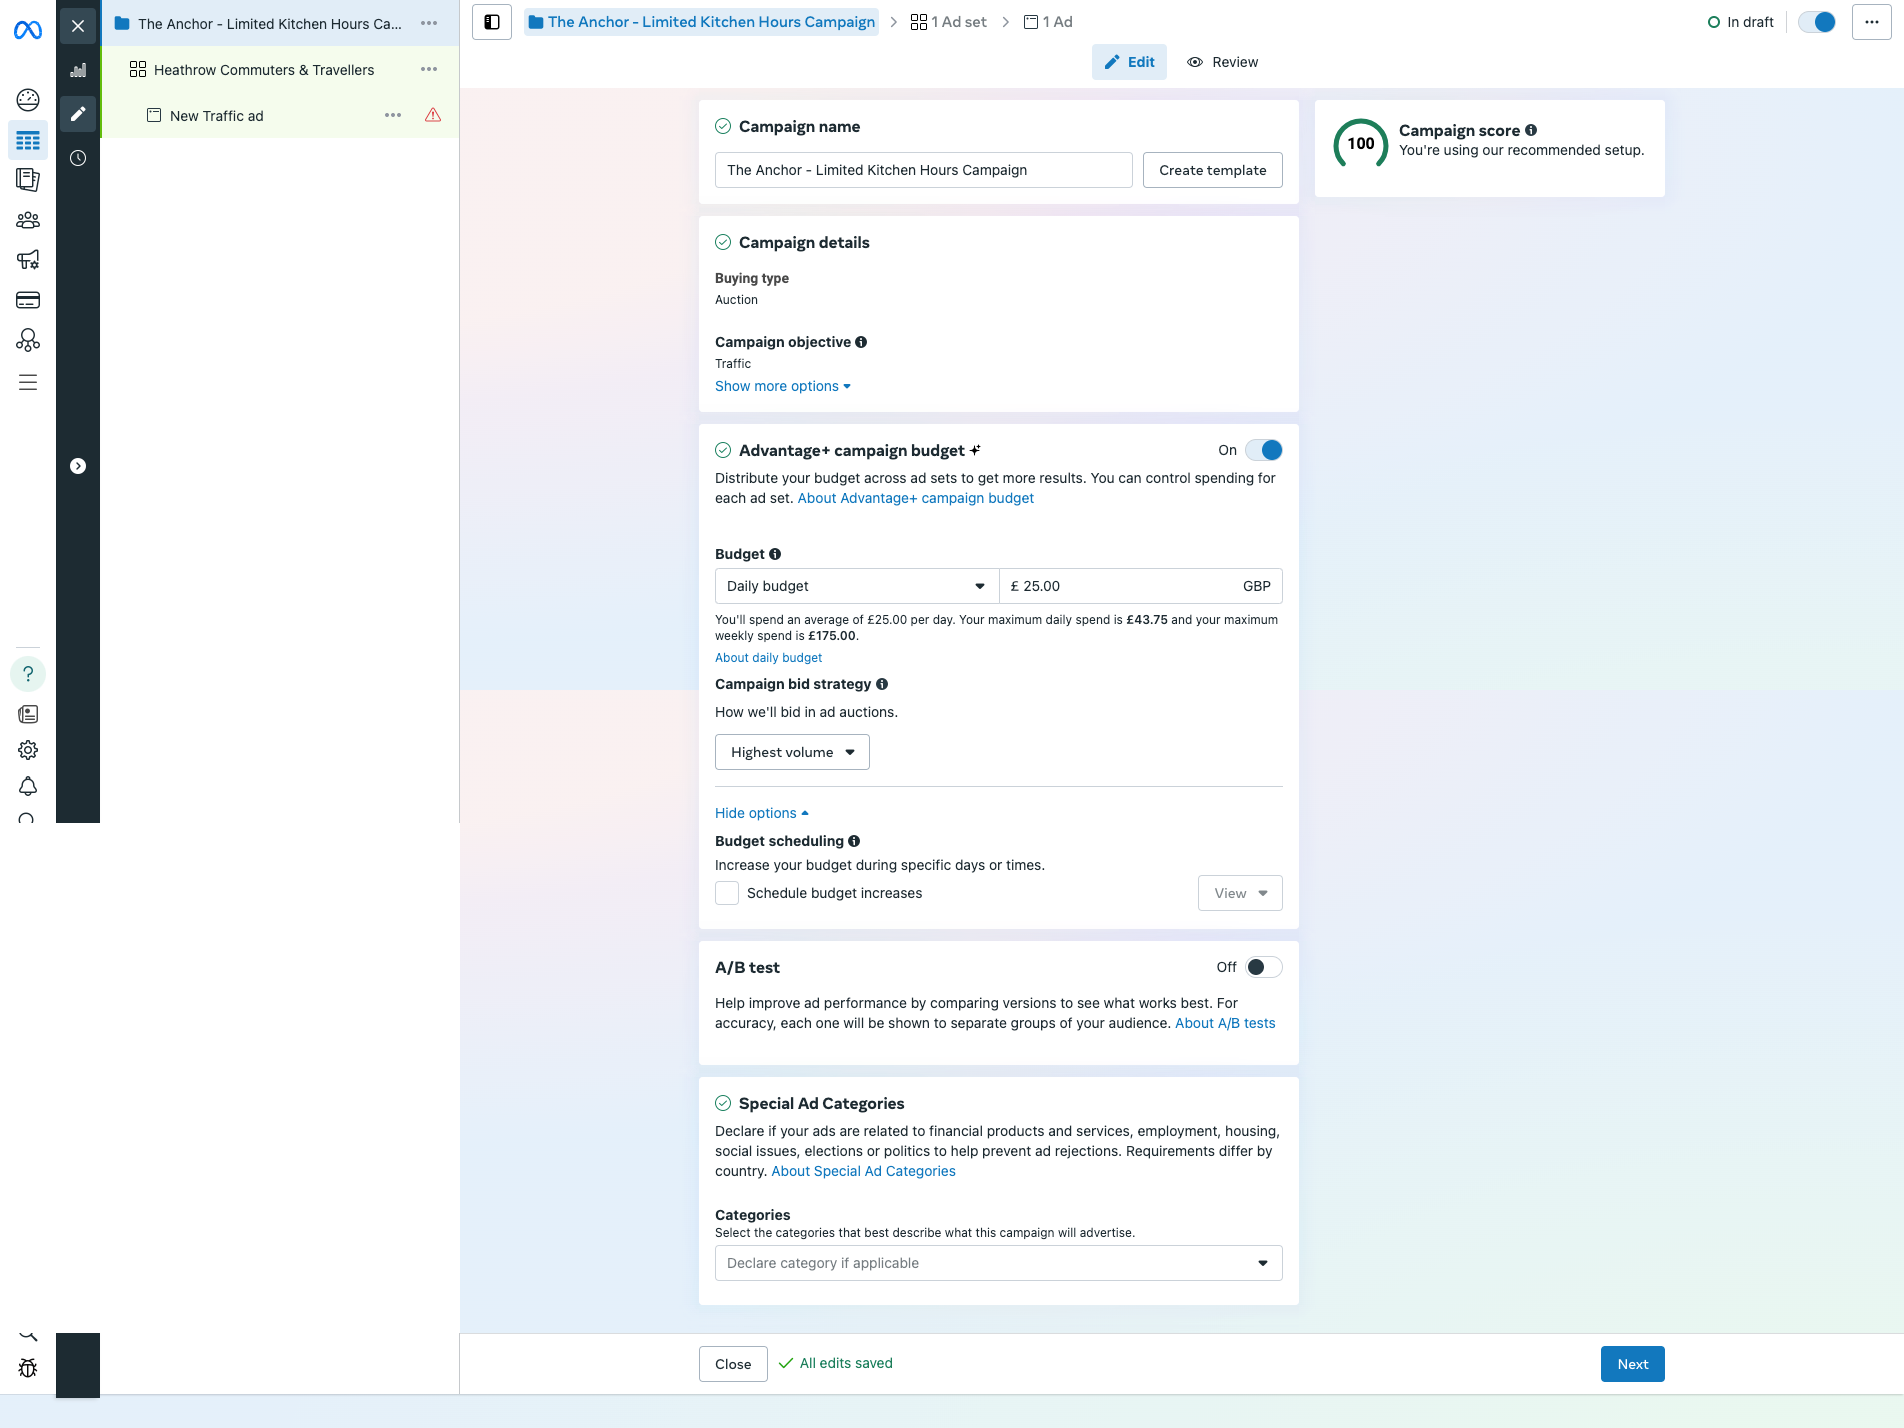 The Anchor - Limited Kitchen Hours Ca...
Heathrow Commuters & Travellers
New Traffic ad
The Anchor - Limited Kitchen Hours Campaign
1 Ad set
1 Ad
In draft
Edit
Review
Campaign name
The Anchor - Limited Kitchen Hours Campaign
Create template
100
Campaign score
You're using our recommended setup.
Campaign details
Buying type
Auction
Campaign objective
Traffic
Show more options
Advantage+ campaign budget
On
Distribute your budget across ad sets to get more results. You can control spending for
each ad set. About Advantage+ campaign budget
Budget
Daily budget
£ 25.00
GBP
You'll spend an average of £25.00 per day. Your maximum daily spend is £43.75 and your maximum
weekly spend is £175.00.
About daily budget
Campaign bid strategy
How we'll bid in ad auctions.
Highest volume
Hide options
Budget scheduling
Increase your budget during specific days or times.
Schedule budget increases
View
A/B test
Off
Help improve ad performance by comparing versions to see what works best. For
accuracy, each one will be shown to separate groups of your audience. About A/B tests
Special Ad Categories
Declare if your ads are related to financial products and services, employment, housing,
social issues, elections or politics to help prevent ad rejections. Requirements differ by
country. About Special Ad Categories
Categories
Select the categories that best describe what this campaign will advertise.
Declare category if applicable
Close
All edits saved
Next